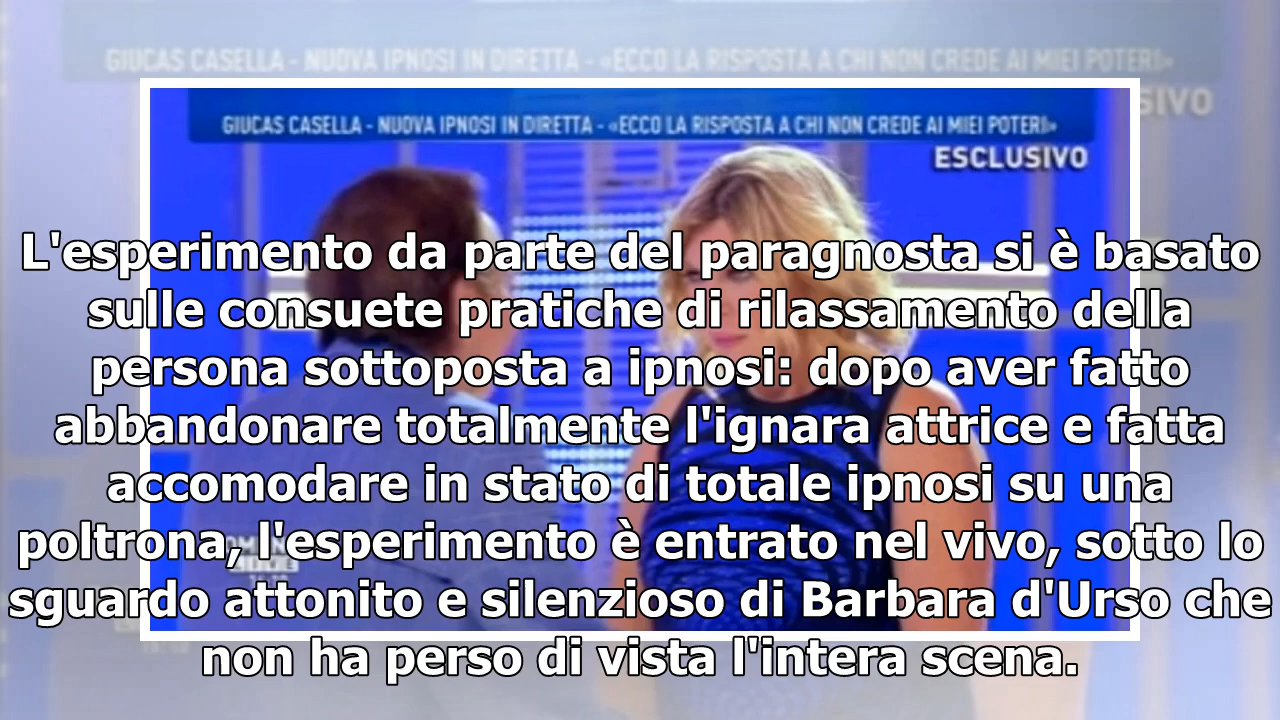 GIUCAS CASELLA - NUOVA IPNOSI IN DIRETTA - «ECCO LA RISPOSTA A CHI NON CREDE AI MIEI POTERI»
SIVO
GIUCAS CASELLA - NUOVA IPNOSI IN DIRETTA - «ECCO LA RISPOSTA A CHI NON CREDE AI MIEI POTERI»
ESCLUSIVO
L'esperimento da parte del paragnosta si è basato
sulle consuete pratiche di rilassamento della
persona sottoposta a ipnosi: dopo aver fatto
abbandonare totalmente l'ignara attrice e fatta
accomodare in stato di totale ipnosi su una
poltrona, l'esperimento è entrato nel vivo, sotto lo
sguardo attonito e silenzioso di Barbara d'Urso che
non ha perso di vista l'intera scena.